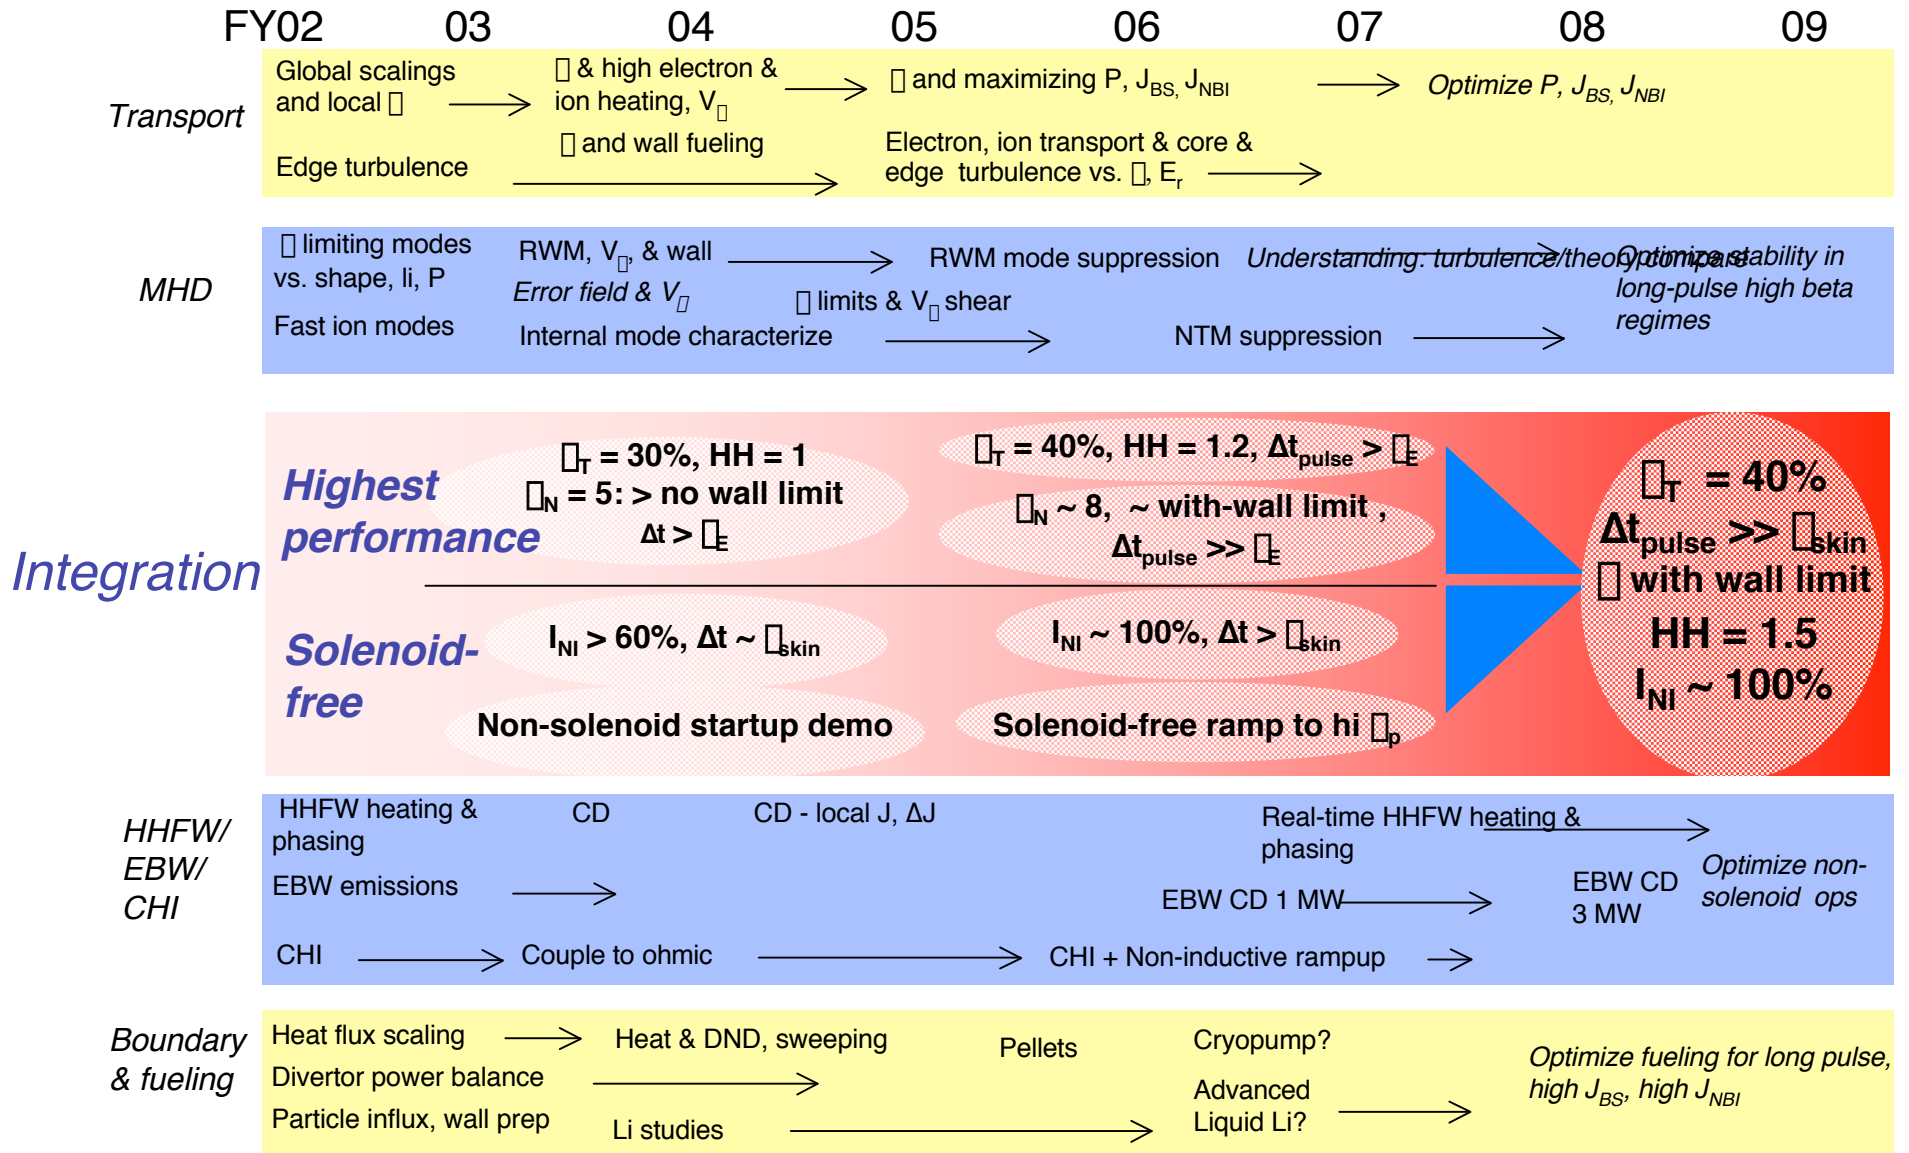 FY02 03 04 05 06 07 08 09
Transport
Global scalings
and local ▯
Edge turbulence
▯ & high electron &
ion heating, V▯
▯ and wall fueling
▯ and maximizing P, JBS, JNBI
Electron, ion transport & core &
edge turbulence vs. ▯, Er
Optimize P, JBS, JNBI
MHD
▯ limiting modes
vs. shape, li, P
Fast ion modes
RWM, V▯, & wall
Error field & V▯
Internal mode characterize
▯ limits & V▯ shear
RWM mode suppression
NTM suppression
Understanding: turbulence/theory compare
Optimize stability in
long-pulse high beta
regimes
Integration
Highest
performance
▯T = 30%, HH = 1
▯N = 5: > no wall limit
Δt > ▯E
▯T = 40%, HH = 1.2, Δtpulse > ▯E
▯N ~ 8, ~ with-wall limit ,
Δtpulse >> ▯E
Solenoid-
free
INI > 60%, Δt ~ ▯skin
Non-solenoid startup demo
INI ~ 100%, Δt > ▯skin
Solenoid-free ramp to hi ▯p
▯T = 40%
Δtpulse >> ▯skin
▯ with wall limit
HH = 1.5
INI ~ 100%
HHFW/
EBW/
CHI
HHFW heating &
phasing
EBW emissions
CHI
CD
CD - local J, ΔJ
Couple to ohmic
Real-time HHFW heating &
phasing
EBW CD 1 MW
CHI + Non-inductive rampup
EBW CD
3 MW
Optimize non-
solenoid ops
Boundary
& fueling
Heat flux scaling
Divertor power balance
Particle influx, wall prep
Heat & DND, sweeping
Li studies
Pellets
Cryopump?
Advanced
Liquid Li?
Optimize fueling for long pulse,
high JBS, high JNBI